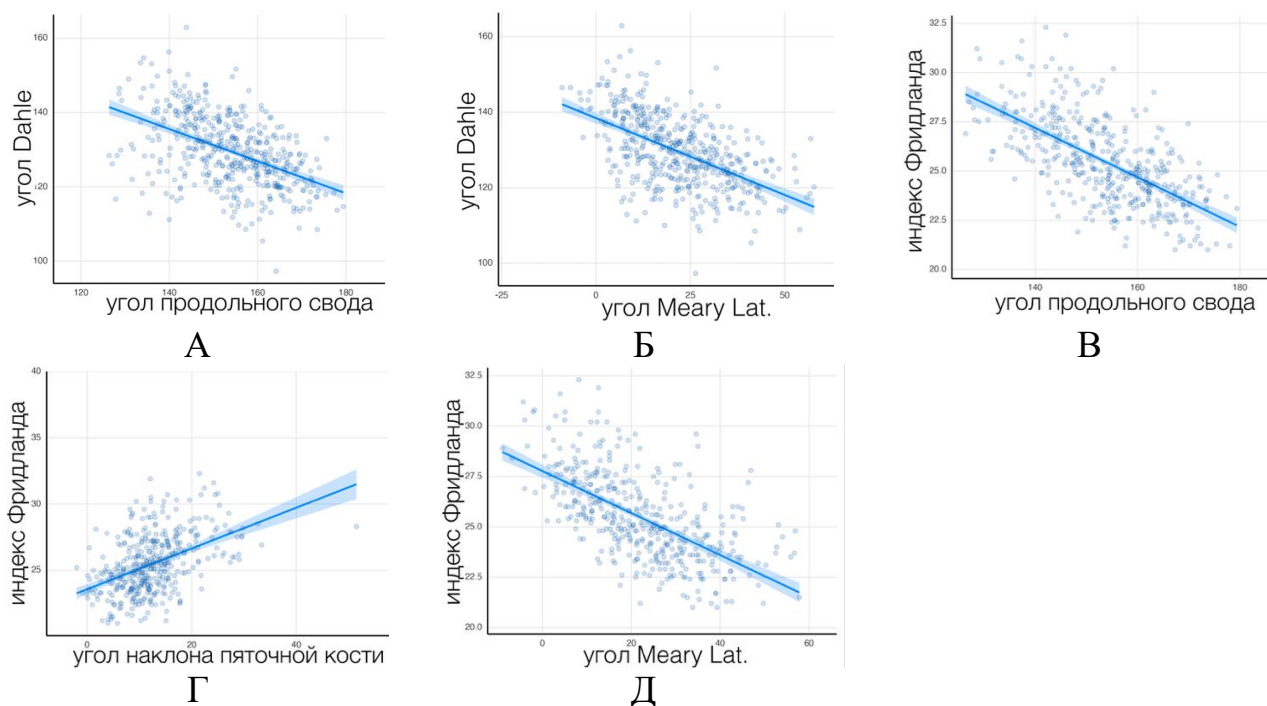 160
140
120
100
угол Dahle
120
140
160
180
угол продольного свода
А
160
140
120
100
угол Dahle
-25
0
25
50
угол Meary Lat.
Б
32.5
30.0
27.5
25.0
22.5
20.0
индекс Фридланда
140
160
180
угол продольного свода
В
40
35
30
25
индекс Фридланда
0
20
40
угол наклона пяточной кости
Г
32.5
30.0
27.5
25.0
22.5
20.0
индекс Фридланда
0
20
40
60
угол Meary Lat.
Д